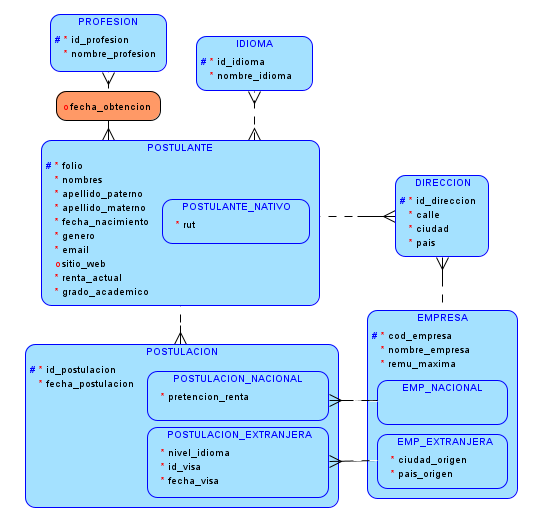 PROFESION
# * id_profesion
* nombre_profesion
IDIOMA
# * id_idioma
* nombre_idioma
o fecha_obtencion
POSTULANTE
# * folio
* nombres
* apellido_paterno
* apellido_materno
* fecha_nacimiento
* genero
* email
o sitio_web
* renta_actual
* grado_academico
POSTULANTE_NATIVO
* rut
DIRECCION
# * id_direccion
* calle
* ciudad
* pais
EMPRESA
# * cod_empresa
* nombre_empresa
* remu_maxima
EMP_NACIONAL
EMP_EXTRANJERA
* ciudad_origen
* pais_origen
POSTULACION
# * id_postulacion
* fecha_postulacion
POSTULACION_NACIONAL
* pretencion_renta
POSTULACION_EXTRANJERA
* nivel_idioma
* id_visa
* fecha_visa